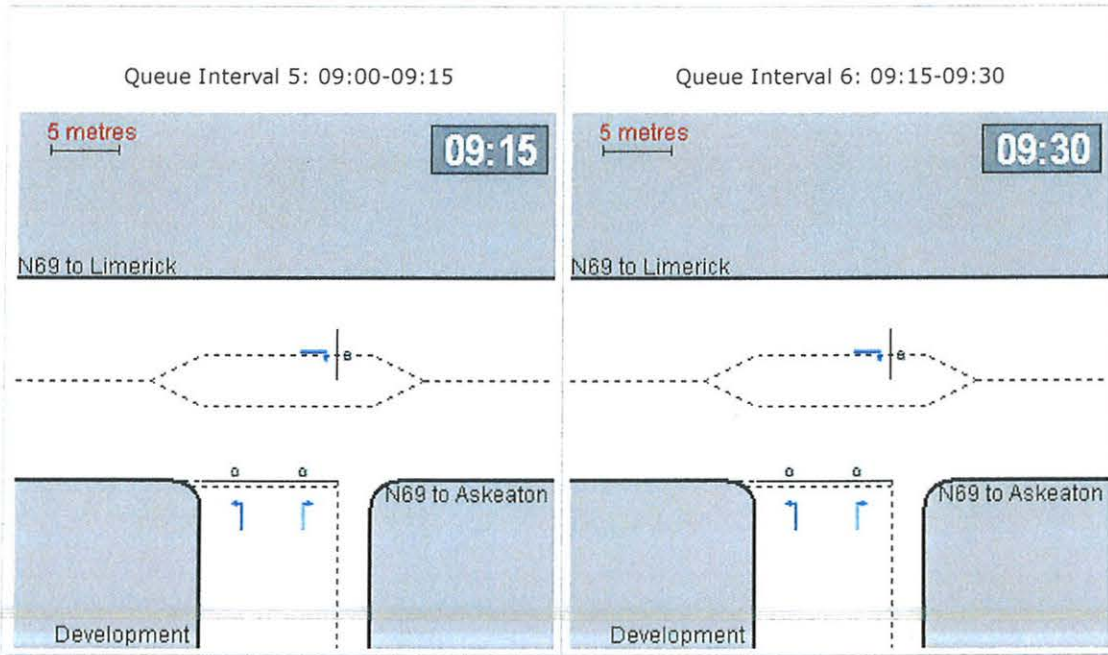 Queue Interval 5: 09:00-09:15
5 metres
09:15
N69 to Limerick
N69 to Askeaton
Development
Queue Interval 6: 09:15-09:30
5 metres
09:30
N69 to Limerick
N69 to Askeaton
Development